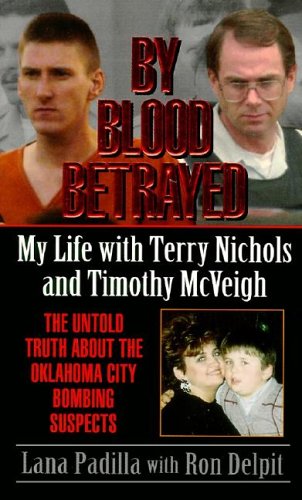 BY
BLOOD
BETRAYED
My Life with Terry Nichols
and Timothy McVeigh
THE UNTOLD
TRUTH ABOUT THE
OKLAHOMA CITY
BOMBING
SUSPECTS
Lana Padilla with Ron Delpit